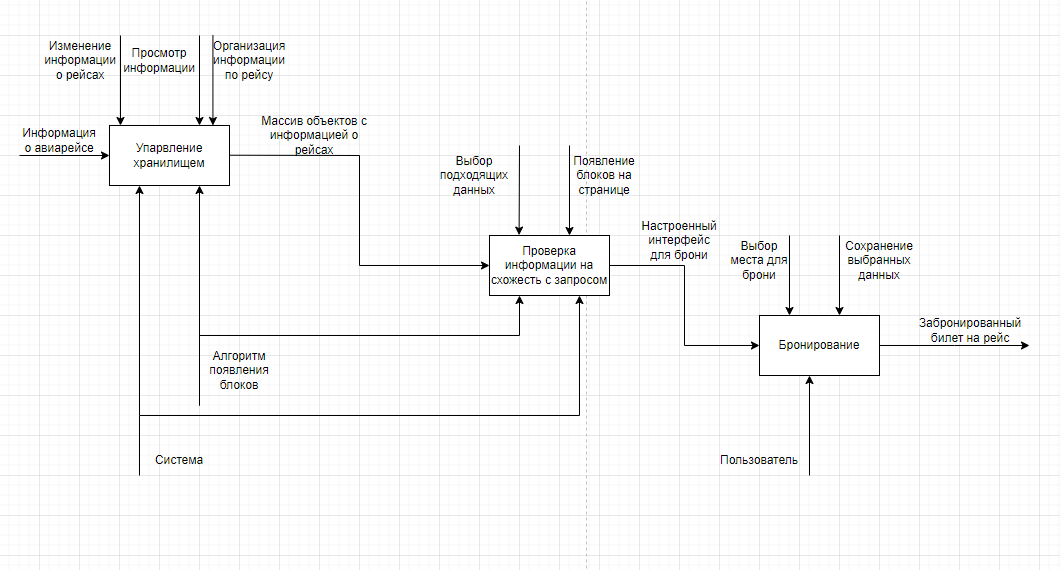 Изменение
информации
о рейсах
Просмотр
информации
Организация
информации
по рейсу
Информация
о авиарейсе
Упарвление
хранилищем
Массив объектов с
информацией о
рейсах
Выбор
подходящих
данных
Появление
блоков на
странице
Проверка
информации на
схожесть с запросом
Настроенный
интерфейс
для брони
Выбор
места для
брони
Сохранение
выбранных
данных
Бронирование
Забронированный
билет на рейс
Алгоритм
появления
блоков
Система
Пользователь